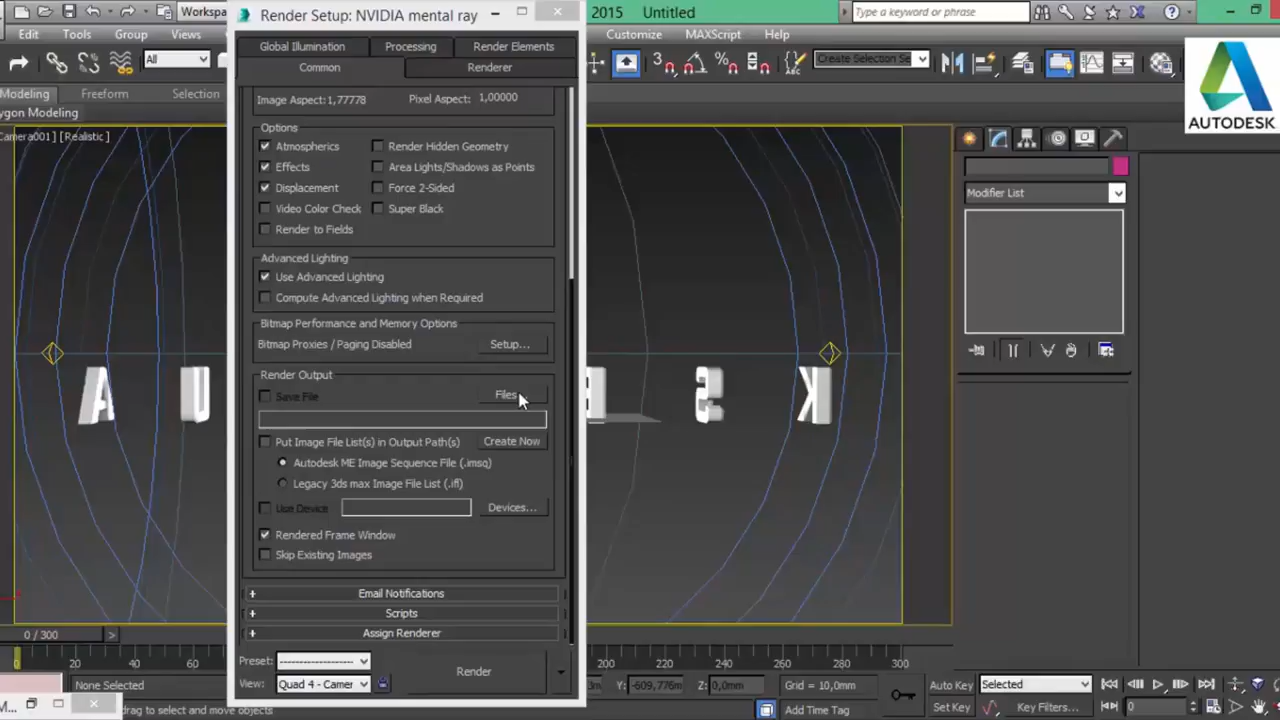 Workspa
Render Setup: NVIDIA mental ray
2015 Untitled
Type a keyword or phrase
Edit Tools Group Views
Customize MAXScript Help
All
Create Selection Se
Modeling Freeform Selection
ygon Modeling
AUTODESK
amera001 ] [Realistic ]
Global Illumination Processing Render Elements
Common Renderer
Image Aspect:1,77778 Pixel Aspect: 1,00000
Options
Atmospherics Render Hidden Geometry
Effects Area Lights/Shadows as Points
Displacement Force 2-Sided
Video Color Check Super Black
Render to Fields
Advanced Lighting
Use Advanced Lighting
Compute Advanced Lighting when Required
Bitmap Performance and Memory Options
Bitmap Proxies / Paging Disabled Setup...
Render Output
Save File Files...
Put Image File List(s) in Output Path(s) Create Now
Autodesk ME Image Sequence File (.imsq)
Legacy 3ds max Image File List (.ifl)
Use Device Devices...
Rendered Frame Window
Skip Existing Images
+ Email Notifications
+ Scripts
+ Assign Renderer
Preset: -------------------
Render
View: Quad 4 - Camer
Modifier List
A U S K
0 / 300 >
0 20 40 60 200 220 240 260 280 300
None Selected
Y: -609,776m Z: 0,0mm Grid = 10,0mm Auto Key Selected
M...
drag to select and move objects
Add Time Tag Set Key Key Filters... 0